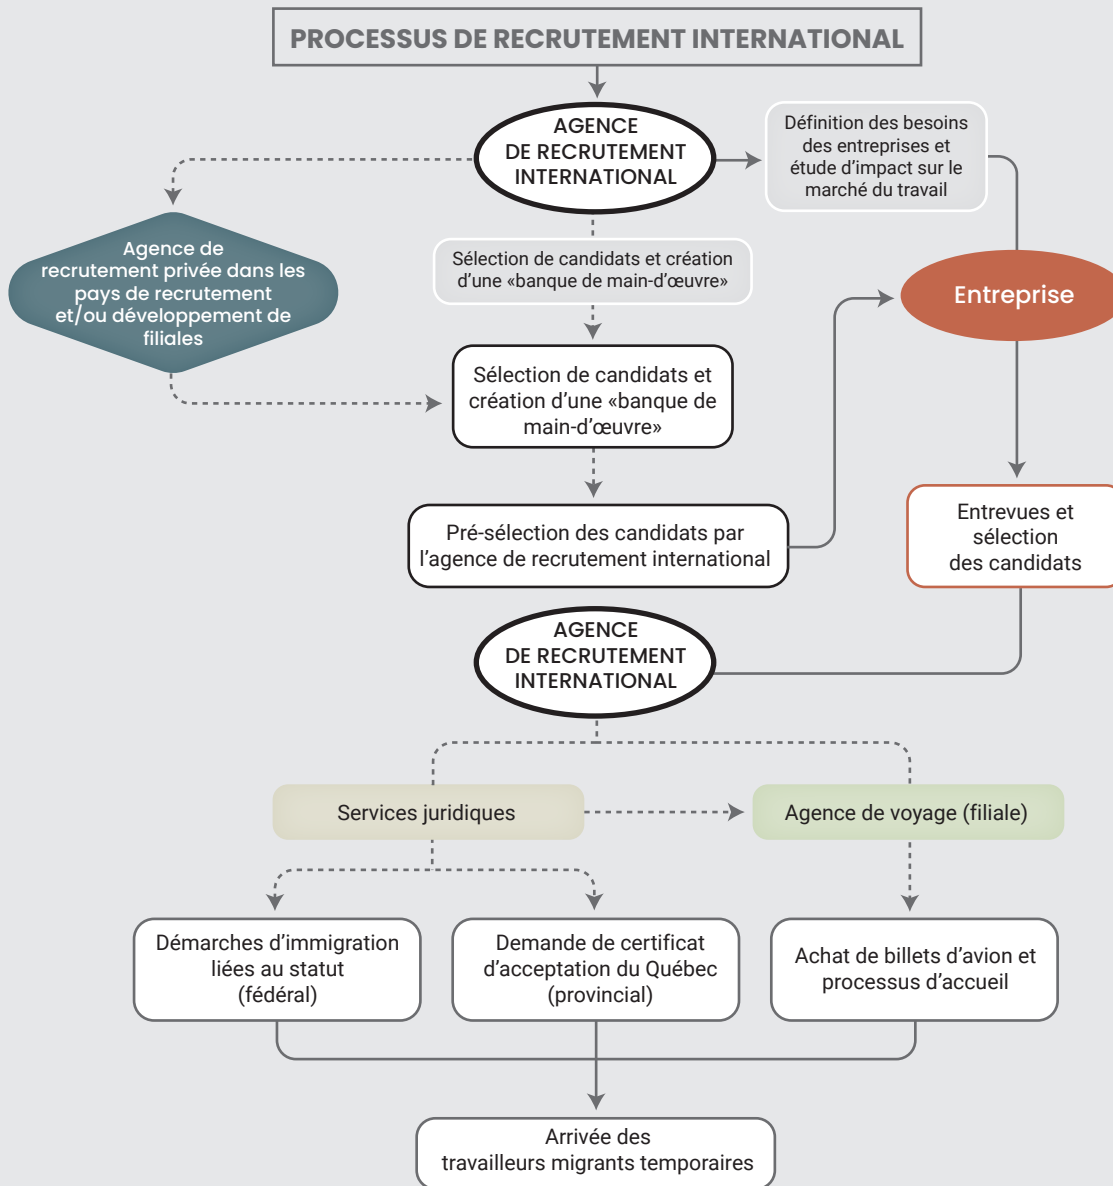 PROCESSUS DE RECRUTEMENT INTERNATIONAL
AGENCE
DE RECRUTEMENT
INTERNATIONAL
Définition des besoins
des entreprises et
étude d’impact sur le
marché du travail
Agence de
recrutement privée dans les
pays de recrutement
et/ou développement de
filiales
Sélection de candidats et création
d’une «banque de main-d’œuvre»
Entreprise
Sélection de candidats et
création d’une «banque de
main-d’œuvre»
Pré-sélection des candidats par
l’agence de recrutement international
Entrevues et
sélection
des candidats
AGENCE
DE RECRUTEMENT
INTERNATIONAL
Services juridiques
Agence de voyage (filiale)
Démarches d’immigration
liées au statut
(fédéral)
Demande de certificat
d’acceptation du Québec
(provincial)
Achat de billets d’avion et
processus d’accueil
Arrivée des
travailleurs migrants temporaires